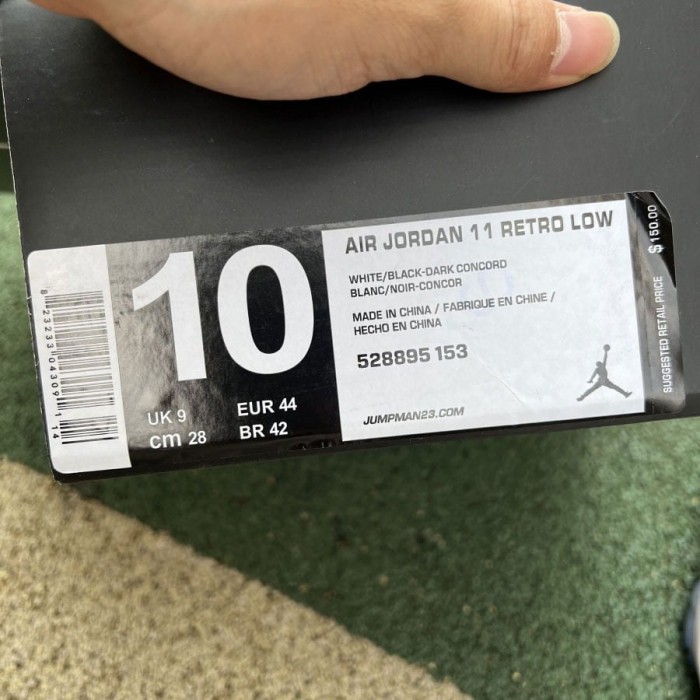 AIR JORDAN 11 RETRO LOW
WHITE/BLACK-DARK CONCORD
BLANC/NOIR-CONCOR
MADE IN CHINA / FABRIQUE EN CHINE /
HECHO EN CHINA
528895 153
JUMPMAN23.COM
10
UK 9 EUR 44
cm 28 BR 42
SUGGESTED RETAIL PRICE $150.00